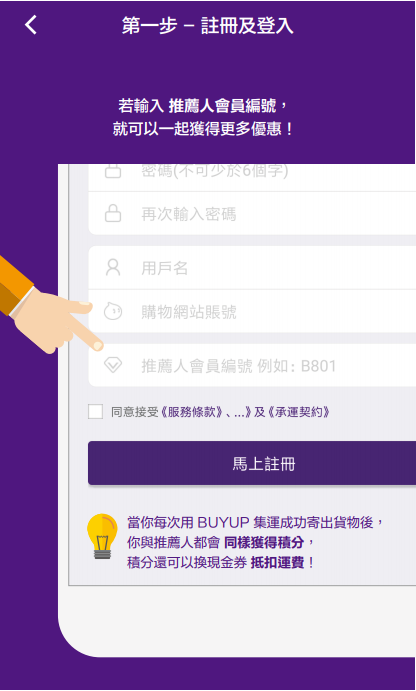 第一步 – 註冊及登入
若輸入 推薦人會員編號，
就可以一起獲得更多優惠！
密碼(不可少於6個字)
再次輸入密碼
用戶名
購物網站賬號
推薦人會員編號 例如: B801
同意接受《服務條款》、...》及《承運契約》
馬上註冊
當你每次用 BUYUP 集運成功寄出貨物後，
你與推薦人都會 同樣獲得積分，
積分還可以換現金券 抵扣運費！